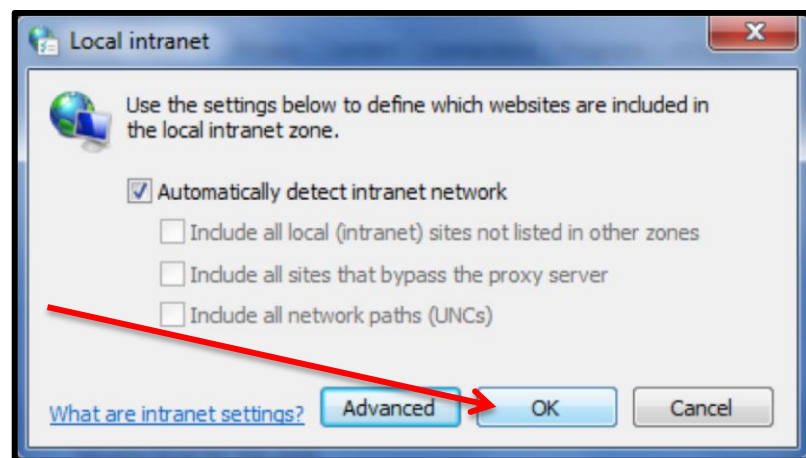 Local intranet
Use the settings below to define which websites are included in
the local intranet zone.
Automatically detect intranet network
Include all local (intranet) sites not listed in other zones
Include all sites that bypass the proxy server
Include all network paths (UNCs)
What are intranet settings?
Advanced
OK
Cancel